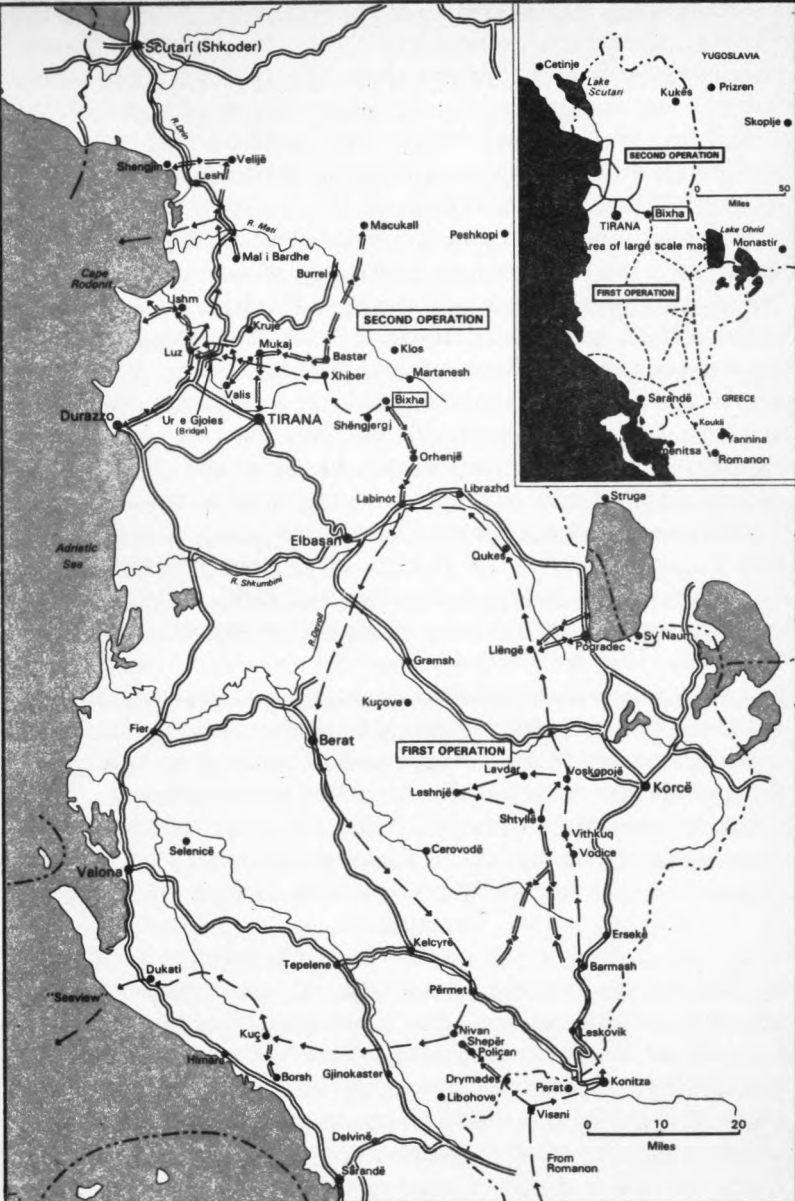 Scutari (Shkoder)
R. Drin
Shengjin
Velijë
Lesh
R. Mati
Macukall
Peshkopi
Mal i Bardhe
Burrel
Cape
Rodonit
Ishm
SECOND OPERATION
Krujë
Luz
Mukaj
Bastar
Klos
Xhiber
Martanesh
Valis
Bixha
Durazzo
Ur e Gjoles
(Bridge)
TIRANA
Shëngjergj
Orhenjë
Labinot
Librazhd
Struga
Elbasan
Adriatic
Sea
Qukes
R. Shkumbini
Llëngë
Pogradec
Sv Naum
Gramsh
Kuçove
Fier
Berat
FIRST OPERATION
Lavdar
Voskopojë
Leshnjë
Korcë
Shtyllë
Vithkuq
Selenicë
Cerovodë
Vodice
Valona
Erseka
Kelcyrë
Tepelene
Barmash
Dukati
Përmet
"Seeview"
Kuç
Nivan
Leskovik
Shepër
Poliçan
Himara
Gjinokaster
Borsh
Drymades
Perat
Konitza
Libohove
Visani
0 10 20
Miles
Delvinë
From
Romanon
Sarandë
YUGOSLAVIA
Cetinje
Lake
Scutari
Kukës
Prizren
Skoplje
SECOND OPERATION
0 50
Miles
Bixha
TIRANA
Lake Ohrid
Area of large scale map
Monastir
FIRST OPERATION
Sarandë
GREECE
Koukli
Yannina
Romanon